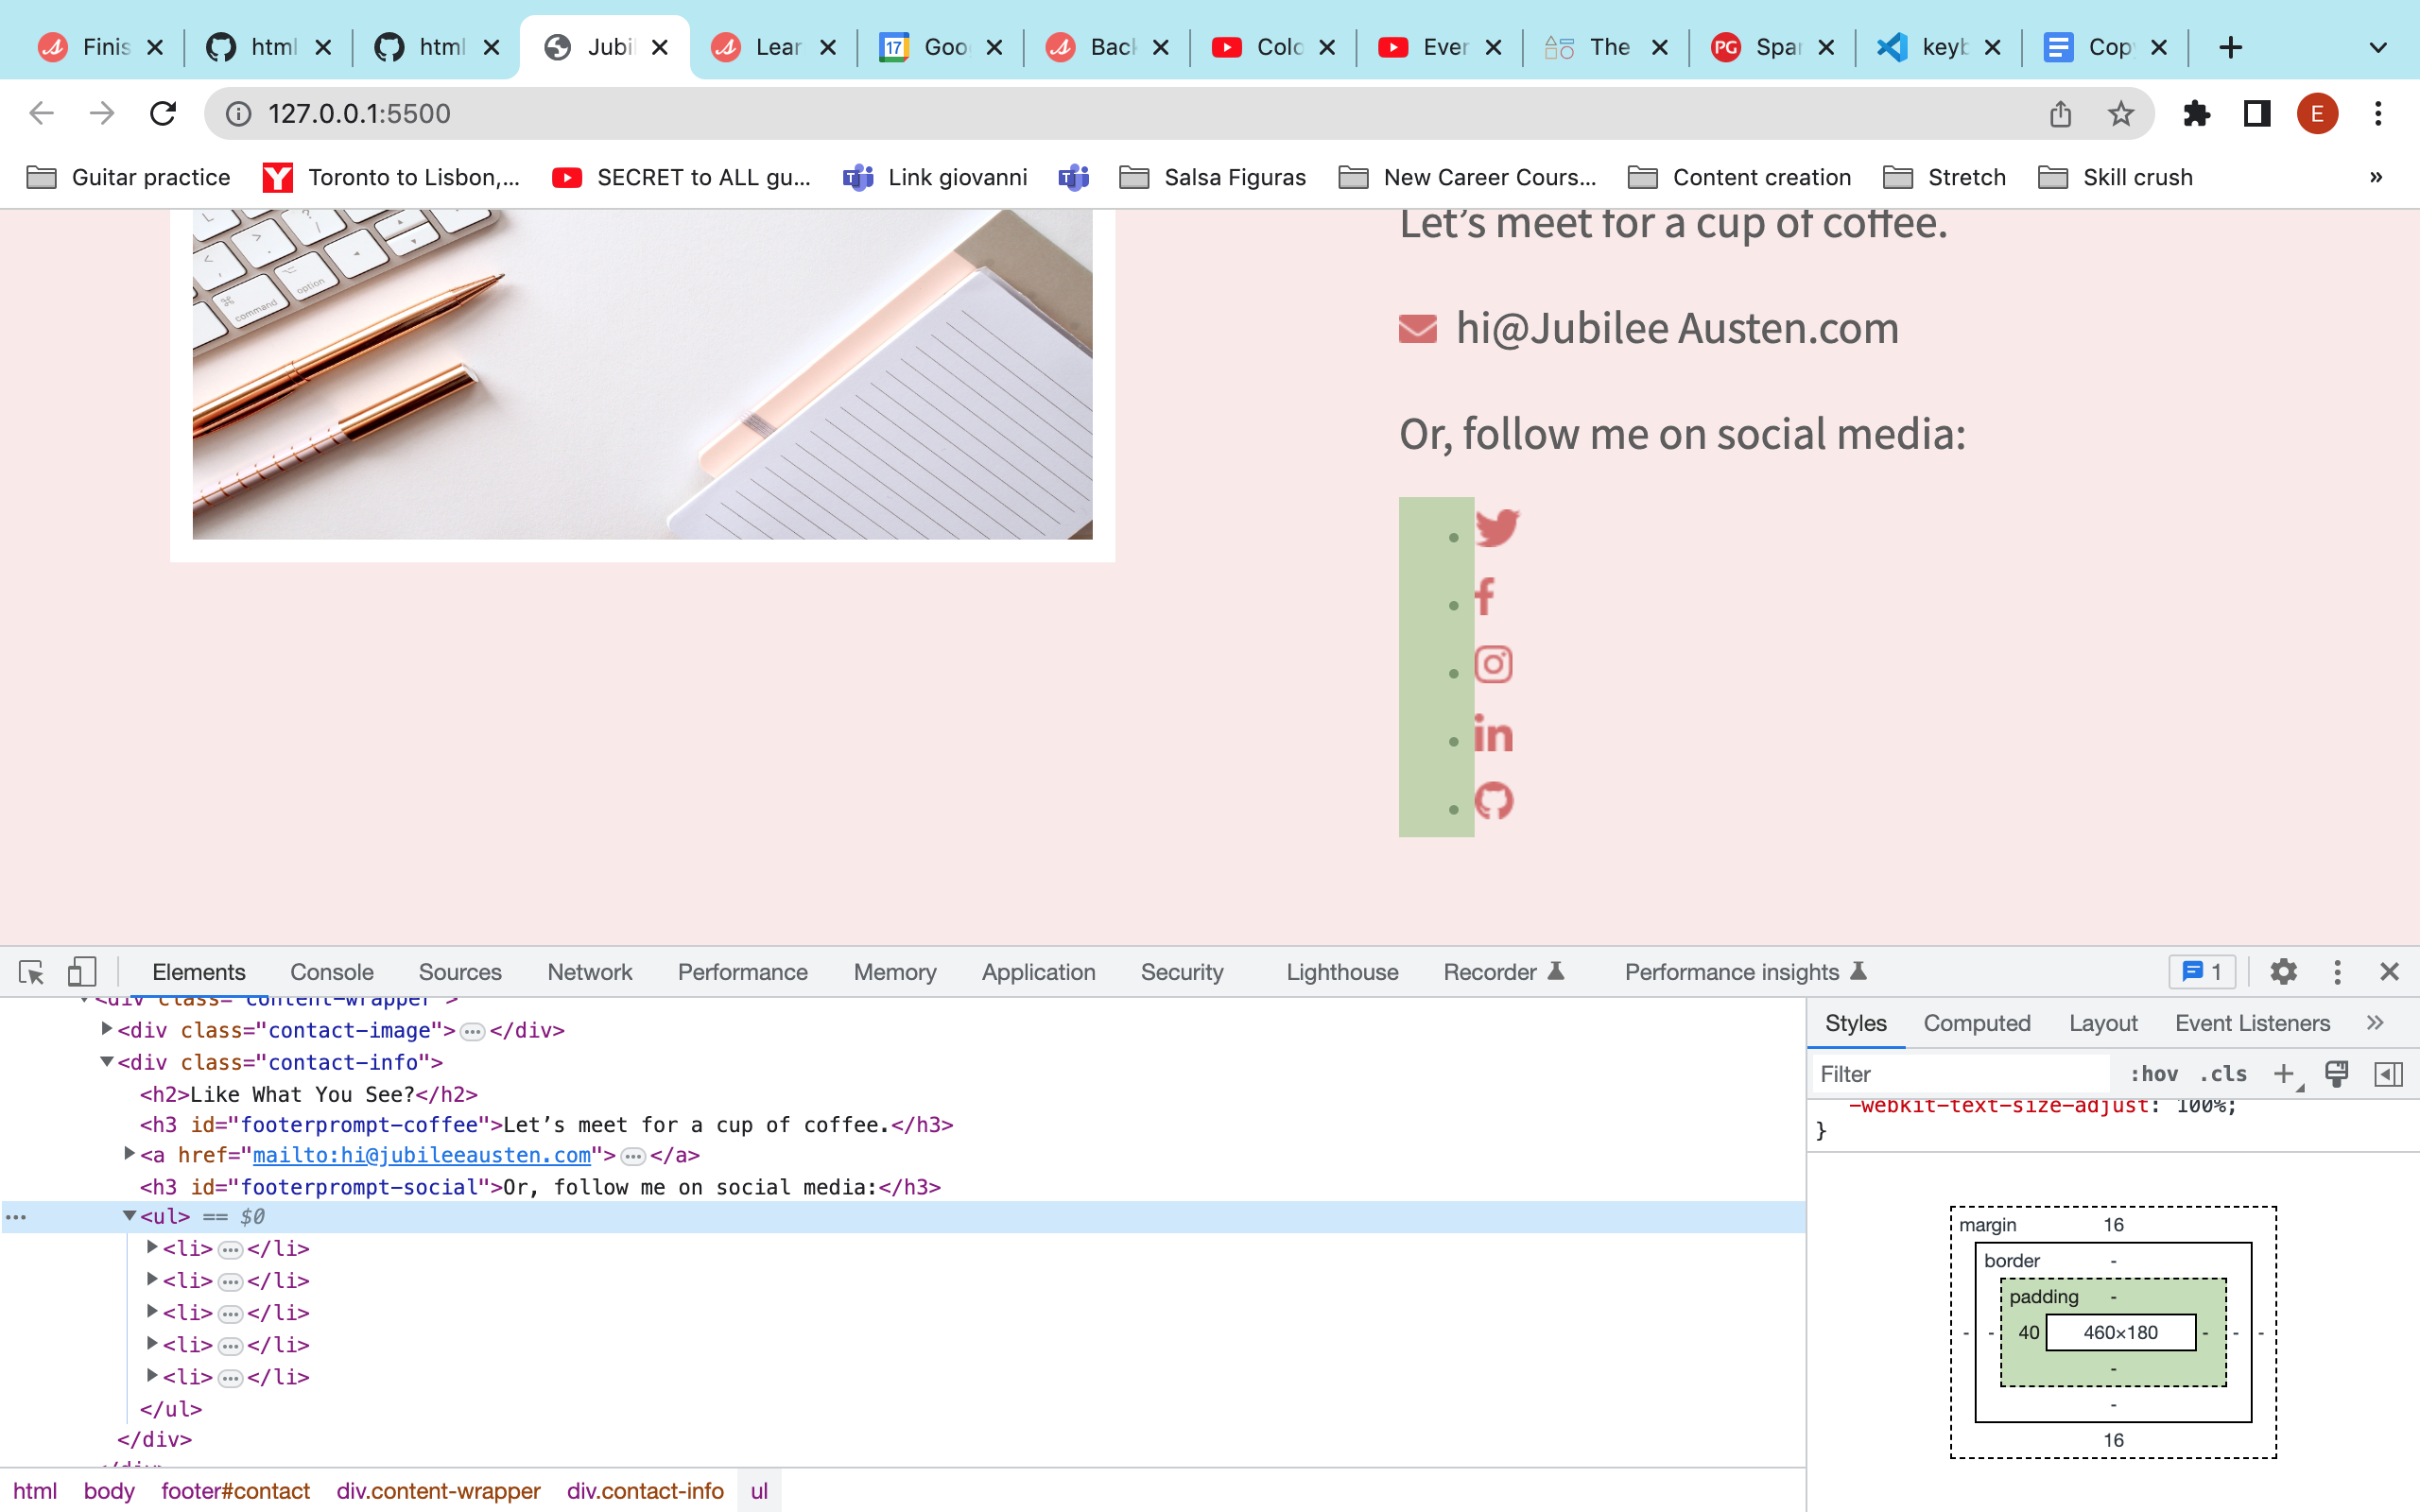 Finis
html
html
Jubil
Lear
Goo
Back
Colo
Ever
The
Spar
keyb
Copy
127.0.0.1:5500
E
Guitar practice
Toronto to Lisbon,...
SECRET to ALL gu...
Link giovanni
Salsa Figuras
New Career Cours...
Content creation
Stretch
Skill crush
»
command
option
Let’s meet for a cup of coffee.
hi@Jubilee Austen.com
Or, follow me on social media:
Elements
Console
Sources
Network
Performance
Memory
Application
Security
Lighthouse
Recorder
Performance insights
1
<div class="content-wrapper">
<div class="contact-image">…</div>
<div class="contact-info">
<h2>Like What You See?</h2>
<h3 id="footerprompt-coffee">Let’s meet for a cup of coffee.</h3>
<a href="mailto:hi@jubileeausten.com">…</a>
<h3 id="footerprompt-social">Or, follow me on social media:</h3>
<ul> == $0
<li>…</li>
<li>…</li>
<li>…</li>
<li>…</li>
<li>…</li>
</ul>
</div>
</div>
html body footer#contact div.content-wrapper div.contact-info ul
Styles
Computed
Layout
Event Listeners
»
Filter
:hov
.cls
+
-webkit-text-size-adjust: 100%;
}
margin 16
border -
padding -
- - 40 460×180 - - -
-
-
16